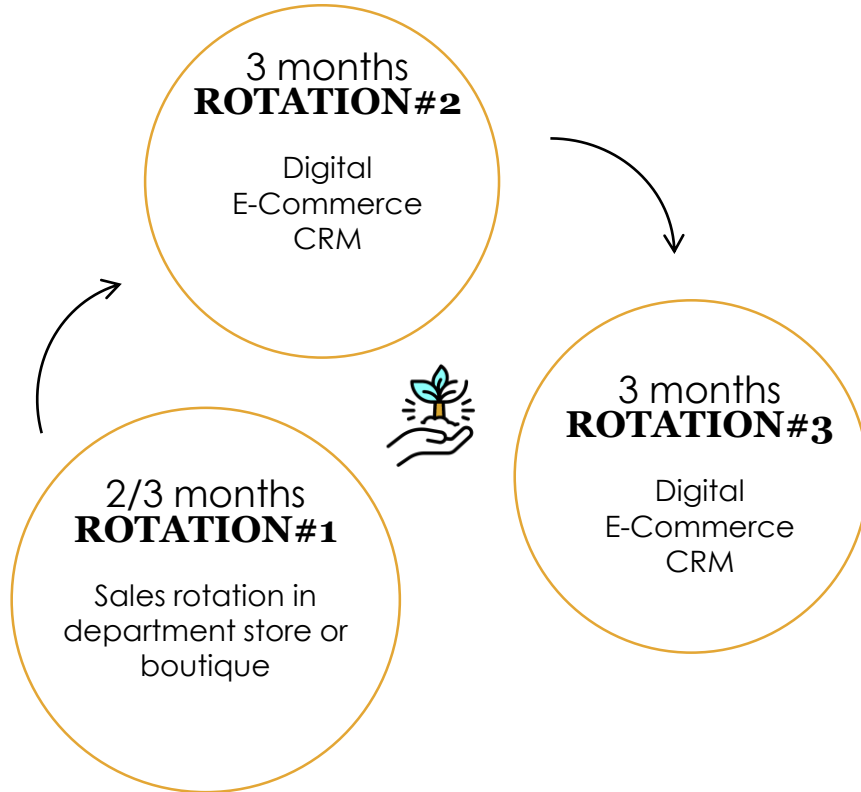 3 months
ROTATION#2
Digital
E-Commerce
CRM
3 months
ROTATION#3
Digital
E-Commerce
CRM
2/3 months
ROTATION#1
Sales rotation in
department store or
boutique